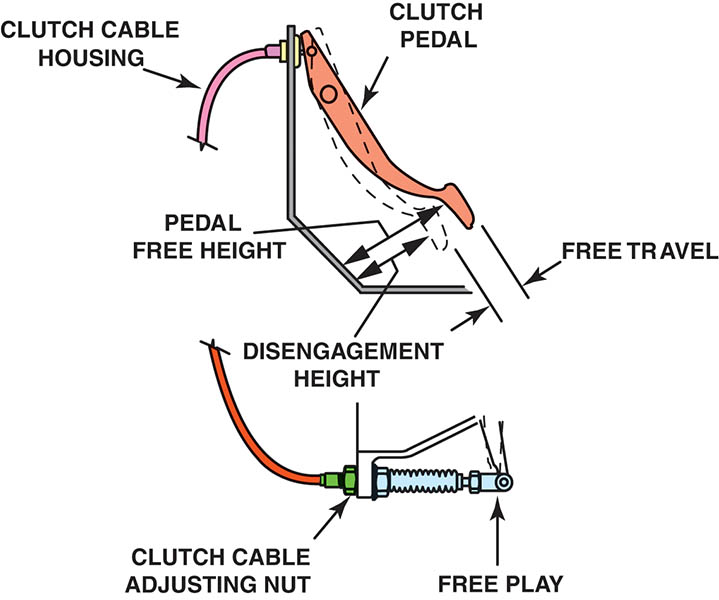 CLUTCH
PEDAL
CLUTCH CABLE
HOUSING
PEDAL
FREE HEIGHT
FREE TRAVEL
DISENGAGEMENT
HEIGHT
CLUTCH CABLE
ADJUSTING NUT
FREE PLAY